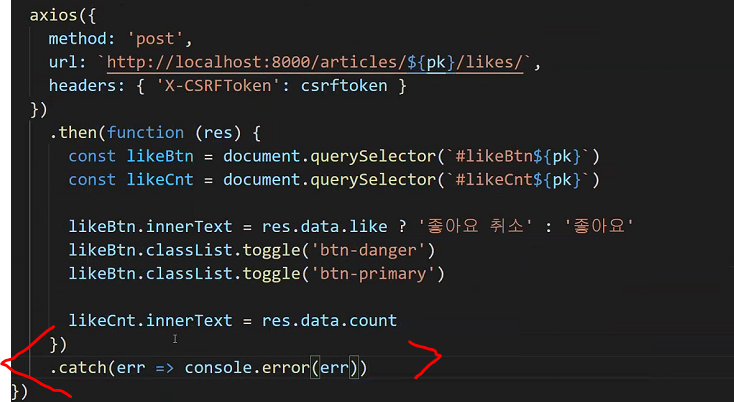 axios({
method: 'post',
url: `http://localhost:8000/articles/${pk}/likes/`,
headers: { 'X-CSRFToken': csrftoken }
})
.then(function (res) {
const likeBtn = document.querySelector(`#likeBtn${pk}`)
const likeCnt = document.querySelector(`#likeCnt${pk}`)
likeBtn.innerText = res.data.like ? '좋아요 취소' : '좋아요'
likeBtn.classList.toggle('btn-danger')
likeBtn.classList.toggle('btn-primary')
likeCnt.innerText = res.data.count
})
.catch(err => console.error(err))
})